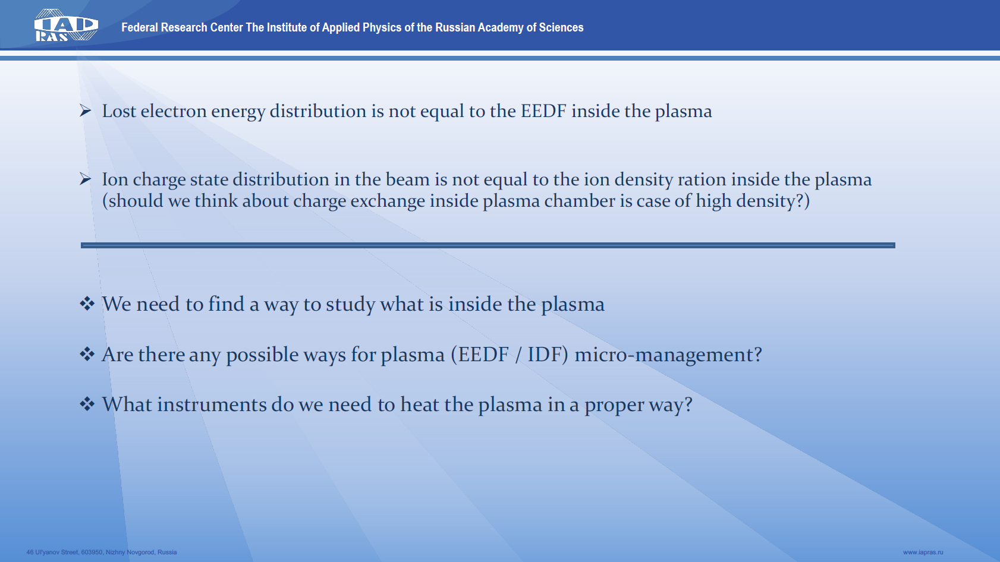 IAP
RAS
Federal Research Center The Institute of Applied Physics of the Russian Academy of Sciences
Lost electron energy distribution is not equal to the EEDF inside the plasma
Ion charge state distribution in the beam is not equal to the ion density ration inside the plasma
(should we think about charge exchange inside plasma chamber is case of high density?)
We need to find a way to study what is inside the plasma
Are there any possible ways for plasma (EEDF / IDF) micro-management?
What instruments do we need to heat the plasma in a proper way?
46 Ul'yanov Street, 603950, Nizhny Novgorod, Russia
www.iapras.ru